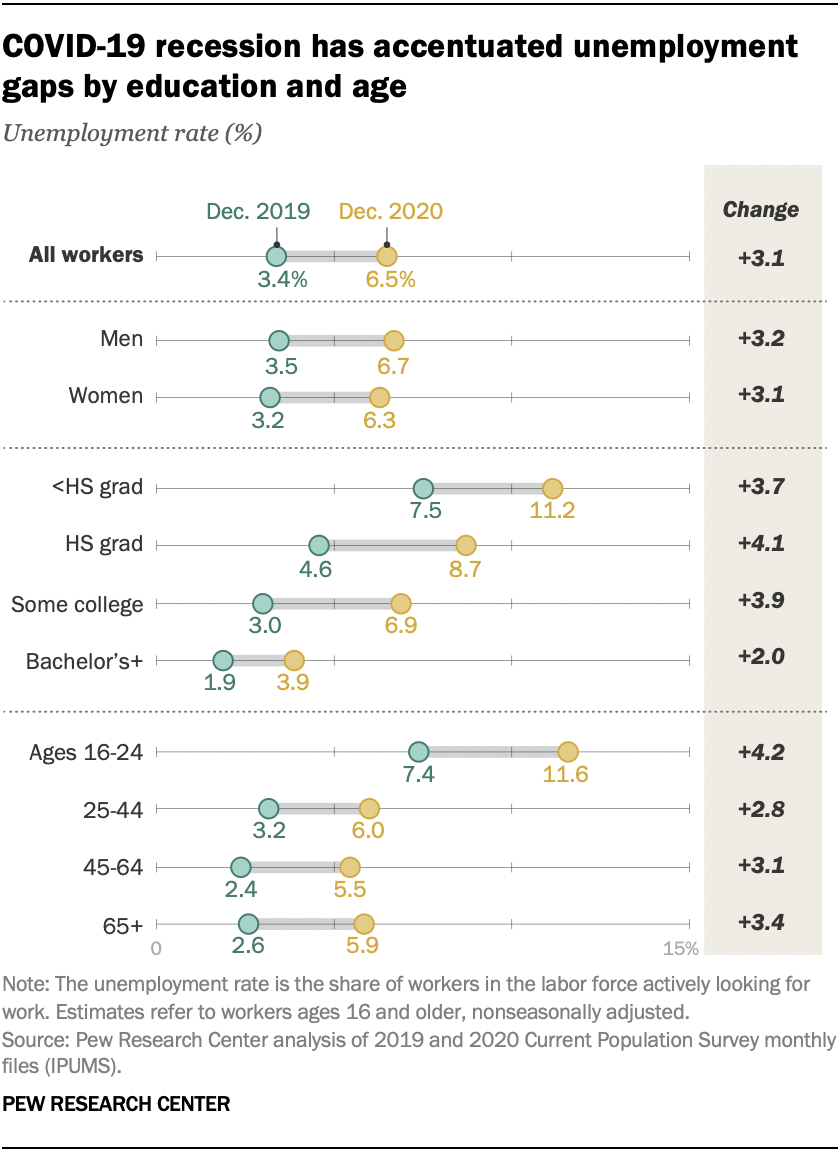 COVID-19 recession has accentuated unemployment
gaps by education and age
Unemployment rate (%)
Dec. 2019 Dec. 2020 Change
All workers 3.4% 6.5% +3.1
Men 3.5 6.7 +3.2
Women 3.2 6.3 +3.1
<HS grad 7.5 11.2 +3.7
HS grad 4.6 8.7 +4.1
Some college 3.0 6.9 +3.9
Bachelor's+ 1.9 3.9 +2.0
Ages 16-24 7.4 11.6 +4.2
25-44 3.2 6.0 +2.8
45-64 2.4 5.5 +3.1
65+ 2.6 5.9 +3.4
0 15%
Note: The unemployment rate is the share of workers in the labor force actively looking for
work. Estimates refer to workers ages 16 and older, nonseasonally adjusted.
Source: Pew Research Center analysis of 2019 and 2020 Current Population Survey monthly
files (IPUMS).
PEW RESEARCH CENTER